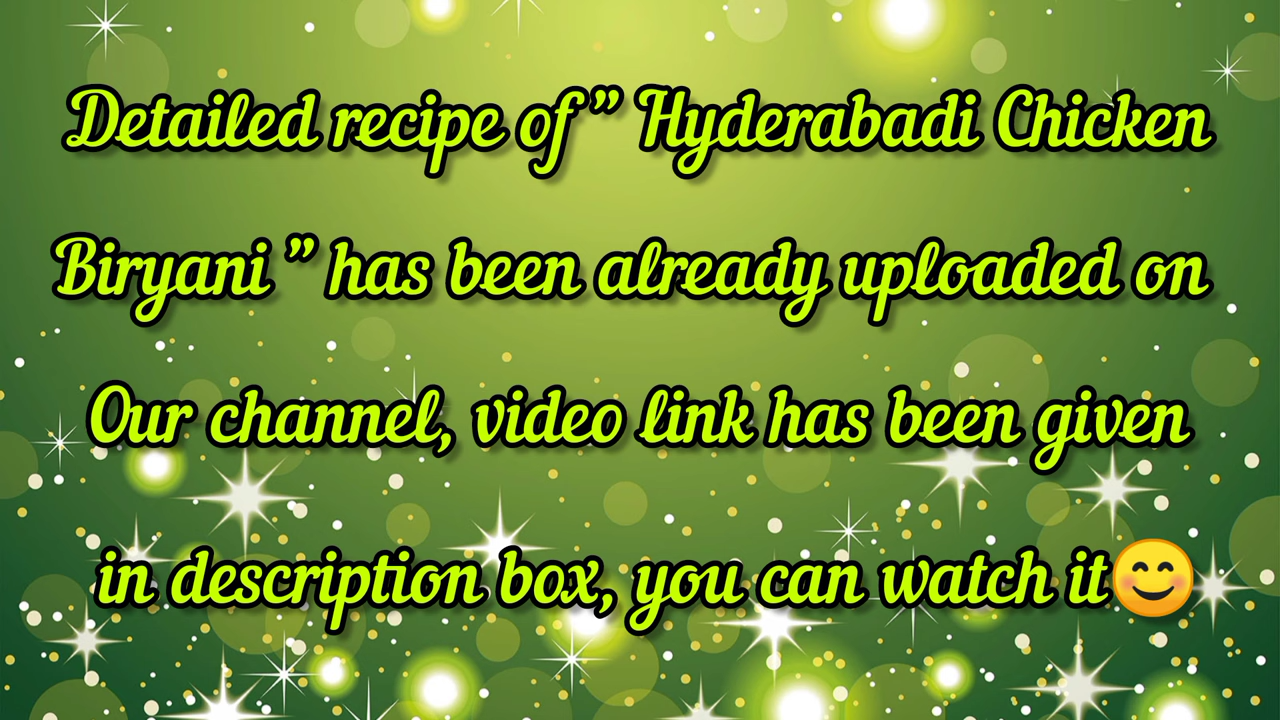 Detailed recipe of " Hyderabadi Chicken
Biryani " has been already uploaded on
Our channel, video link has been given
in description box, you can watch it😊